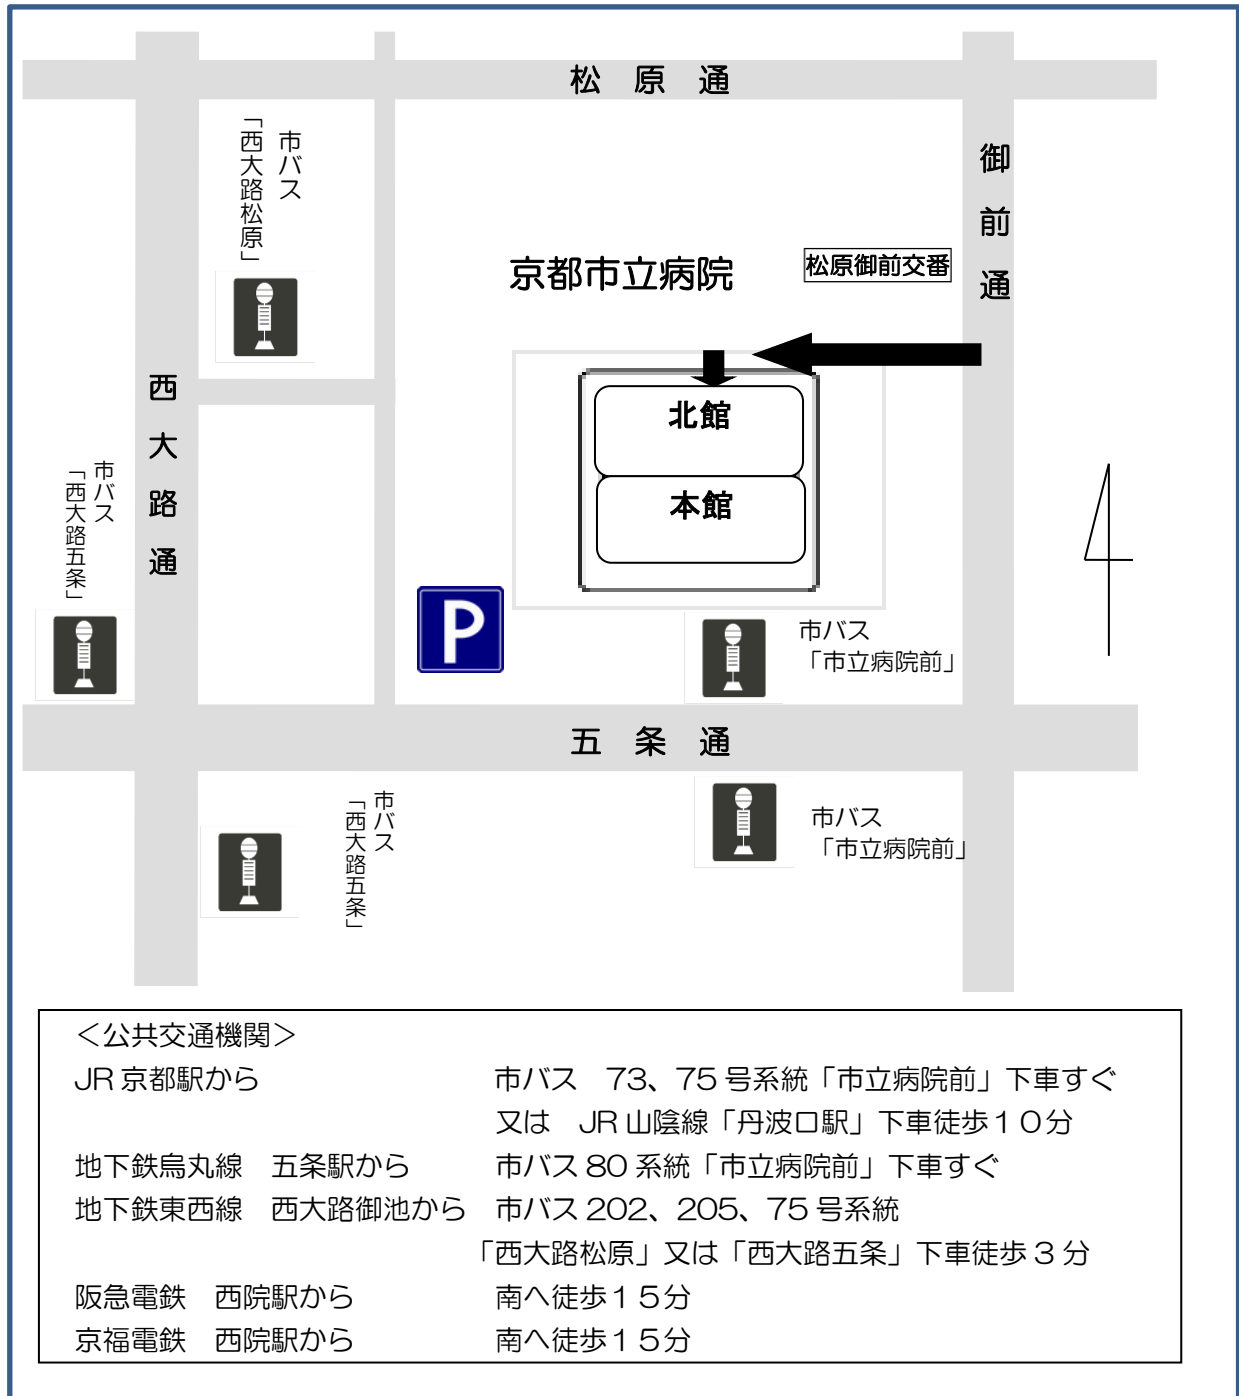 松原通
市バス
「西大路松原」
御前通
京都市立病院
松原御前交番
西大路通
北館
本館
市バス
「西大路五条」
P
市バス
「市立病院前」
五条通
市バス
「西大路五条」
市バス
「市立病院前」
＜公共交通機関＞
JR京都駅から 市バス 73、75号系統「市立病院前」下車すぐ
又は JR山陰線「丹波口駅」下車徒歩１０分
地下鉄烏丸線 五条駅から 市バス80系統「市立病院前」下車すぐ
地下鉄東西線 西大路御池から 市バス202、205、75号系統
「西大路松原」又は「西大路五条」下車徒歩３分
阪急電鉄 西院駅から 南へ徒歩１５分
京福電鉄 西院駅から 南へ徒歩１５分